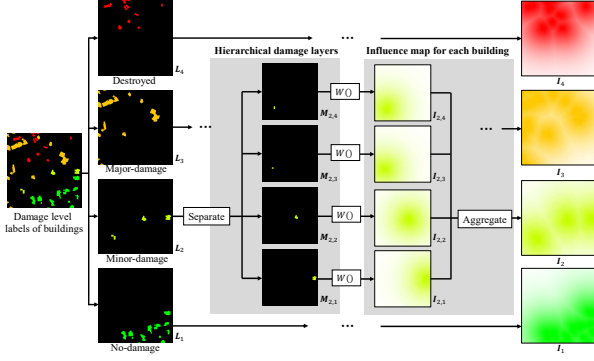 Hierarchical damage layers
Influence map for each building
L4
Destroyed
I4
W()
M2,4
I2,4
L3
Major-damage
...
W()
M2,3
I2,3
...
I3
Damage level
labels of buildings
L2
Minor-damage
Separate
W()
M2,2
I2,2
Aggregate
I2
W()
M2,1
I2,1
L1
No-damage
...
...
I1